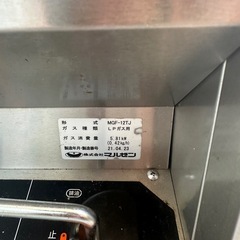 型　式 MGF-12TJ
ガス種類 LPガス用
ガス消費量 5.81kW
(0.42kg/h)
製造年月・製造番号 21.04.23
株式会社マルゼン
止